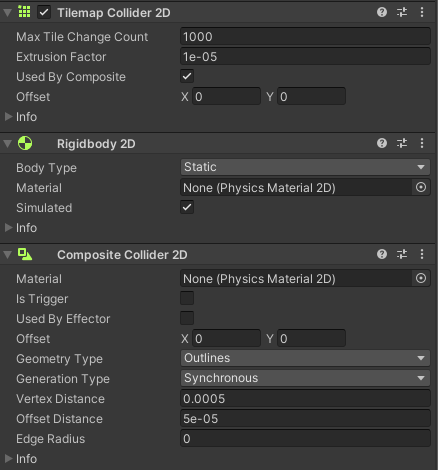 Tilemap Collider 2D
Max Tile Change Count 1000
Extrusion Factor 1e-05
Used By Composite
Offset X 0 Y 0
Info
Rigidbody 2D
Body Type Static
Material None (Physics Material 2D)
Simulated
Info
Composite Collider 2D
Material None (Physics Material 2D)
Is Trigger
Used By Effector
Offset X 0 Y 0
Geometry Type Outlines
Generation Type Synchronous
Vertex Distance 0.0005
Offset Distance 5e-05
Edge Radius 0
Info